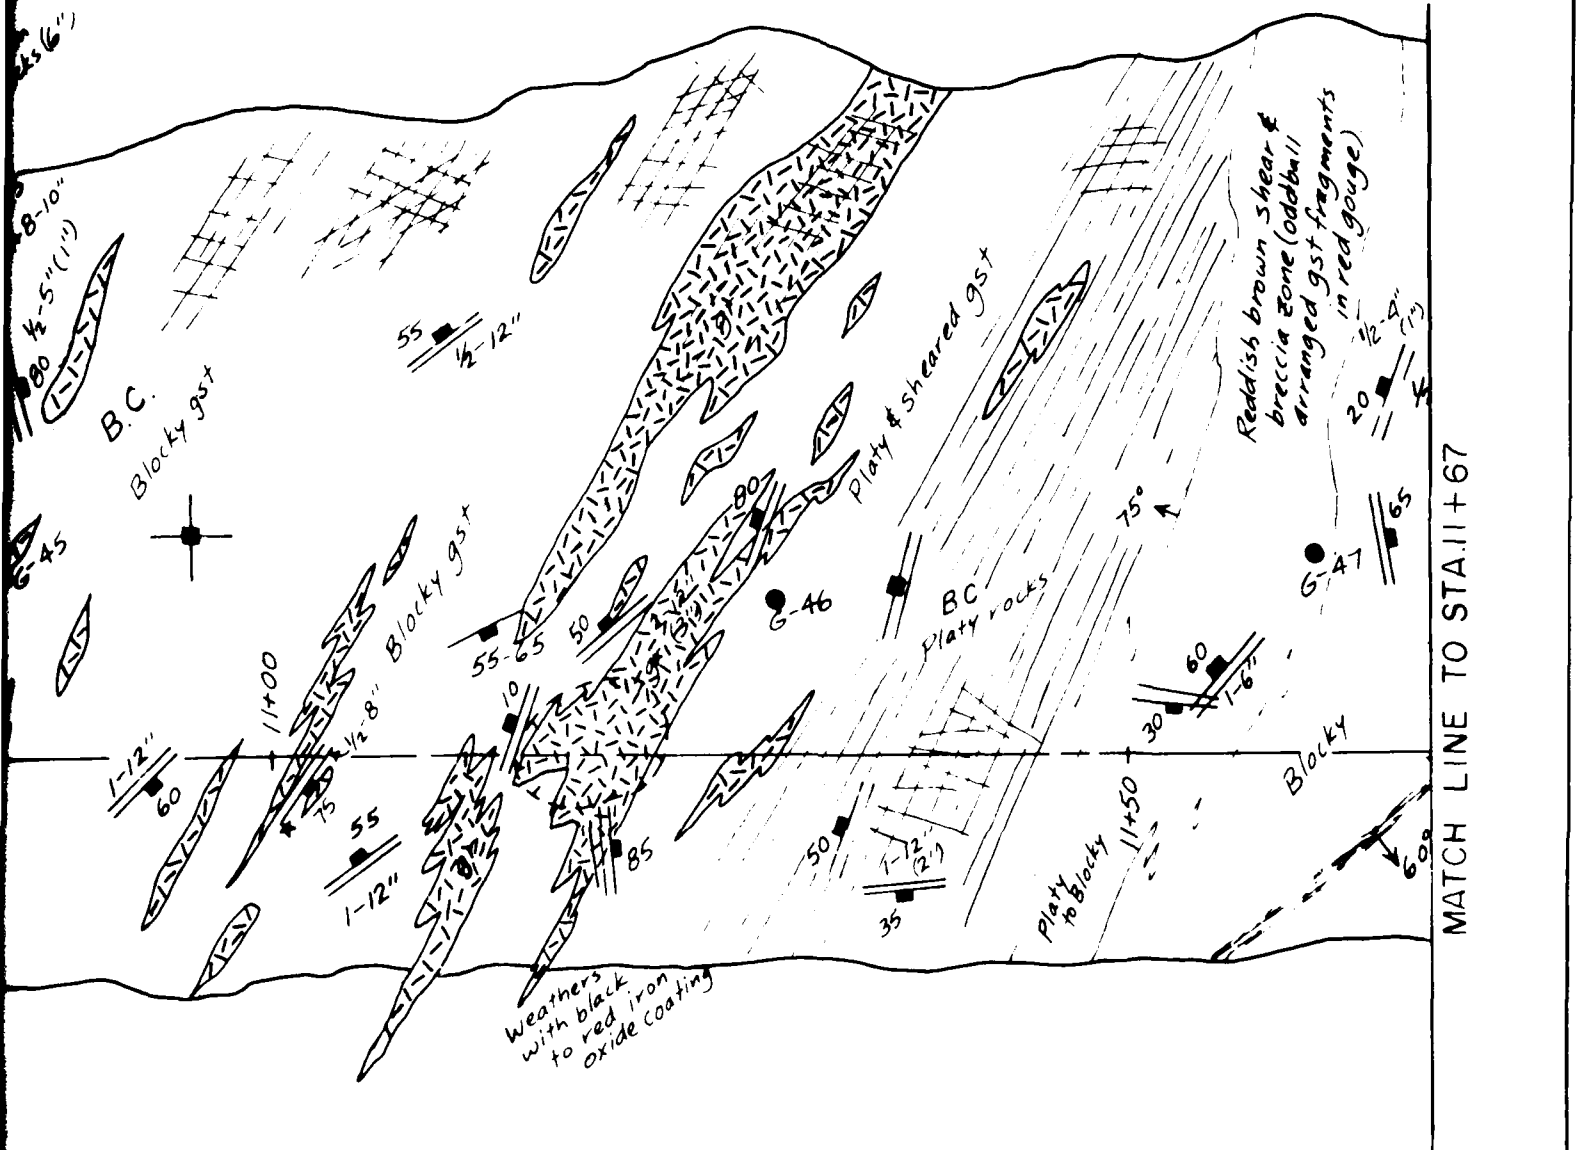 cks (6")
8-10"
½-5" (1")
80
B.C.
Blocky gst
G-45
55
½-12"
Platy & sheared gst
Reddish brown shear &
breccia zone (oddball
arranged gst fragments
in red gouge)
½-4"
(1")
20
65
75°
80
G-46
G-47
B.C
Platy rocks
Blocky gst
55-65
50
10
11+00
½-8"
75
1-12"
60
55
1-12"
85
50
1-12"
(2')
35
60
1-6"
30
Blocky
11+50
Platy
to Blocky
60°
Weathers
with black
to red iron
oxide coating
MATCH LINE TO STA.11+67